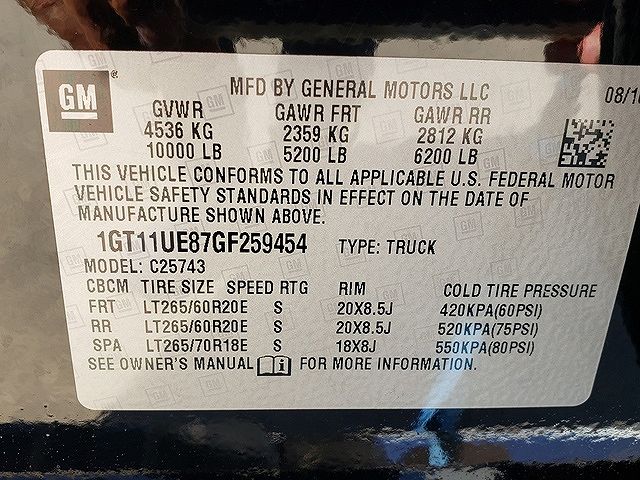 GM
MFD BY GENERAL MOTORS LLC
08/1
GVWR GAWR FRT GAWR RR
4536 KG 2359 KG 2812 KG
10000 LB 5200 LB 6200 LB
THIS VEHICLE CONFORMS TO ALL APPLICABLE U.S. FEDERAL MOTOR
VEHICLE SAFETY STANDARDS IN EFFECT ON THE DATE OF
MANUFACTURE SHOWN ABOVE.
1GT11UE87GF259454 TYPE: TRUCK
MODEL: C25743
CBCM TIRE SIZE SPEED RTG RIM COLD TIRE PRESSURE
FRT LT265/60R20E S 20X8.5J 420KPA(60PSI)
RR LT265/60R20E S 20X8.5J 520KPA(75PSI)
SPA LT265/70R18E S 18X8J 550KPA(80PSI)
SEE OWNER'S MANUAL FOR MORE INFORMATION.